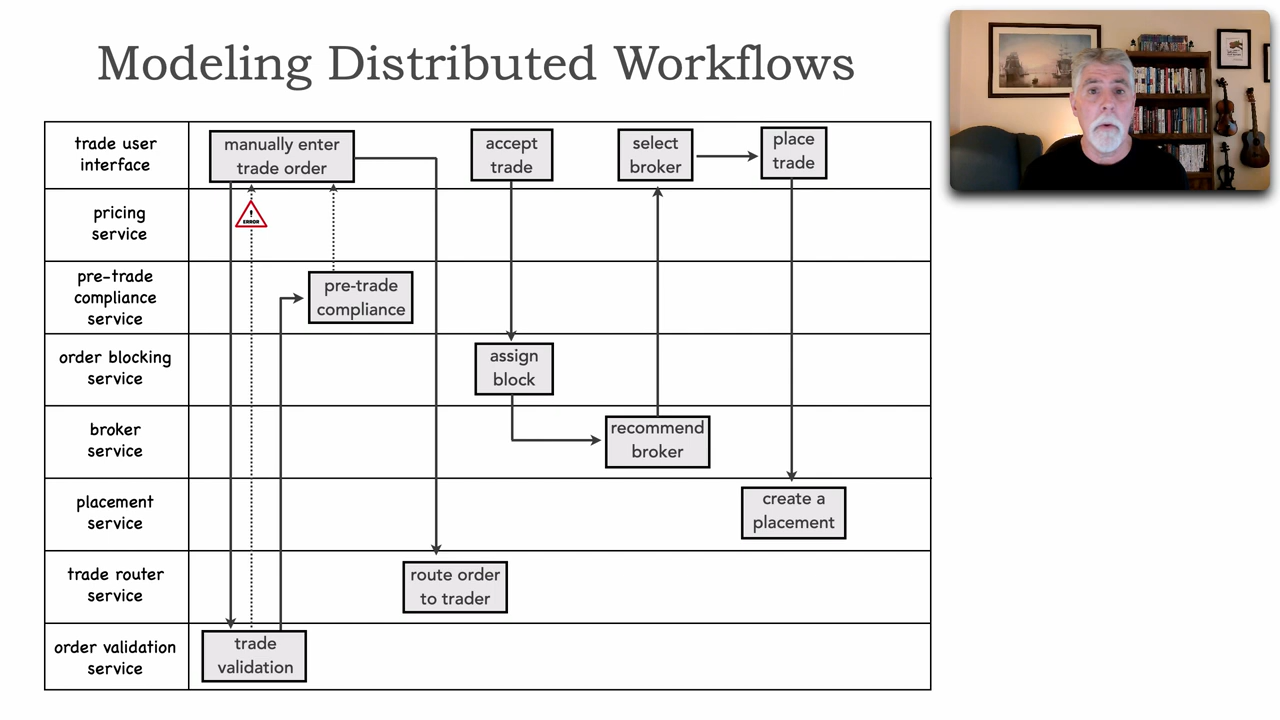 Modeling Distributed Workflows
trade user
interface
manually enter
trade order
accept
trade
select
broker
place
trade
pricing
service
!
ERROR
pre-trade
compliance
service
pre-trade
compliance
order blocking
service
assign
block
broker
service
recommend
broker
placement
service
create a
placement
trade router
service
route order
to trader
order validation
service
trade
validation